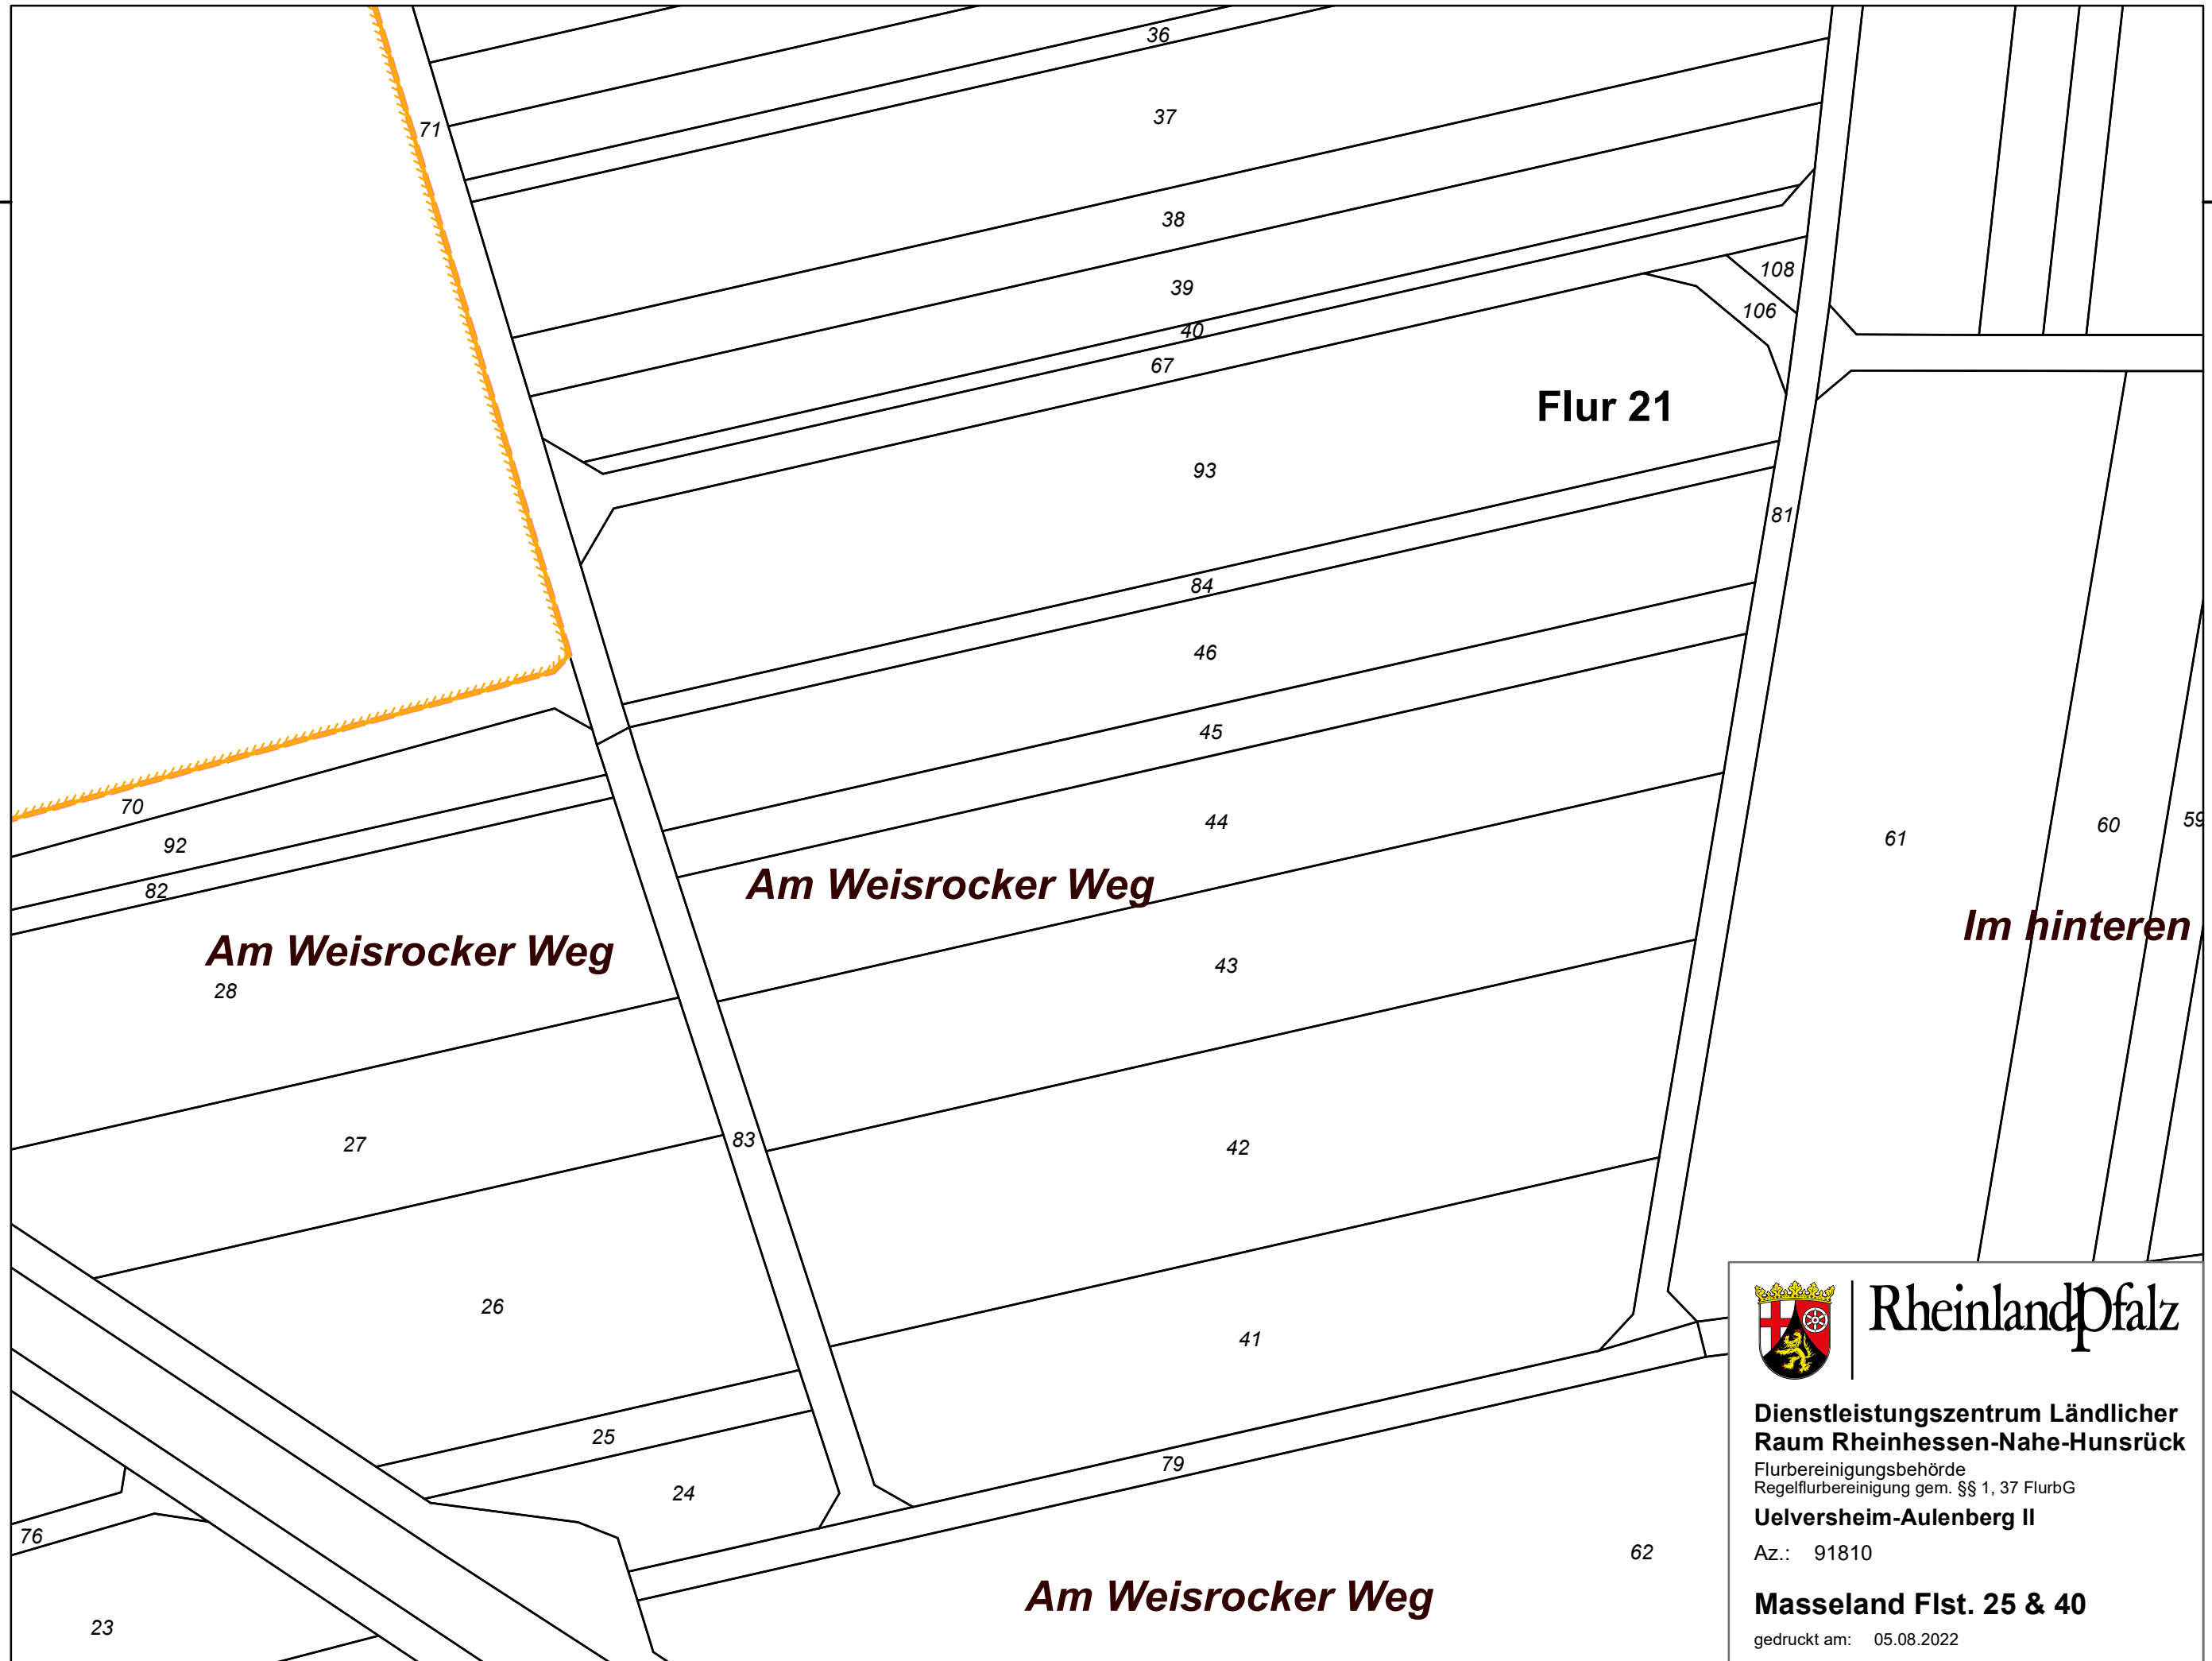 36
71
37
38
108
39
106
40
67
Flur 21
93
81
84
46
45
70
44
59
60
61
92
Am Weisrocker Weg
82
Im hinteren
Am Weisrocker Weg
43
28
83
27
42
26
41
RheinlandPfalz
Dienstleistungszentrum Ländlicher
Raum Rheinhessen-Nahe-Hunsrück
Flurbereinigungsbehörde
Regelflurbereinigung gem. §§ 1, 37 FlurbG
Uelversheim-Aulenberg II
Az.: 91810
Masseland Flst. 25 & 40
gedruckt am: 05.08.2022
25
79
24
76
62
Am Weisrocker Weg
23